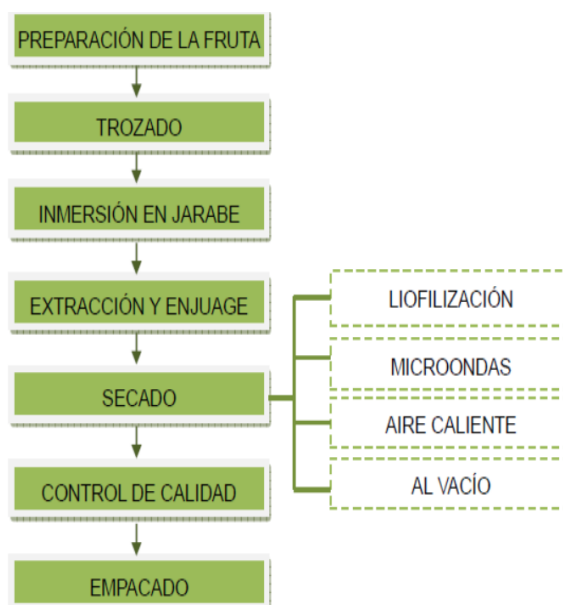 PREPARACIÓN DE LA FRUTA
TROZADO
INMERSIÓN EN JARABE
EXTRACCIÓN Y ENJUAGE
SECADO
LIOFILIZACIÓN
MICROONDAS
AIRE CALIENTE
AL VACÍO
CONTROL DE CALIDAD
EMPACADO